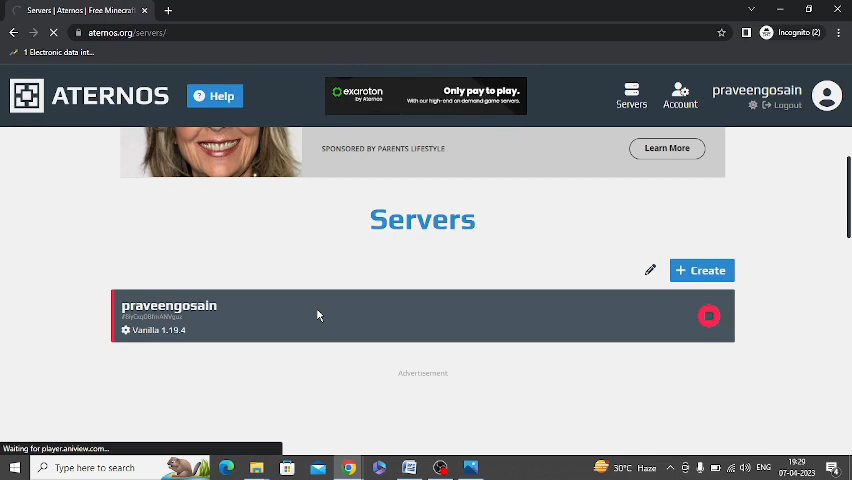 Servers | Aternos | Free Minecraft
aternos.org/servers/
Incognito (2)
1 Electronic data int...
ATERNOS
Help
exaroton
by Aternos
Only pay to play.
With our high-end on demand game servers.
Servers
Account
praveengosain
Logout
SPONSORED BY PARENTS LIFESTYLE
Learn More
Servers
+ Create
praveengosain
Vanilla 1.19.4
Advertisement
Waiting for player.aniview.com...
Type here to search
30°C Haze
ENG
19:29
07-04-2023
4